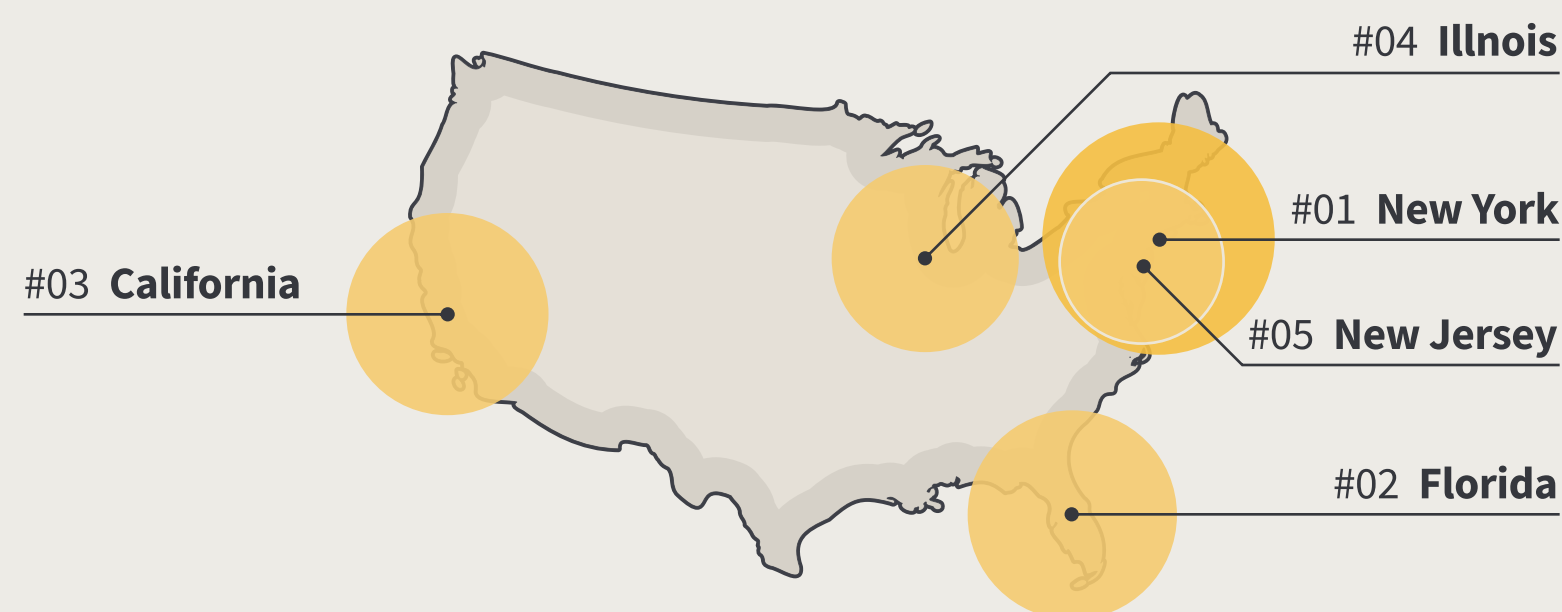 #04 Illnois
#01 New York
#03 California
#05 New Jersey
#02 Florida